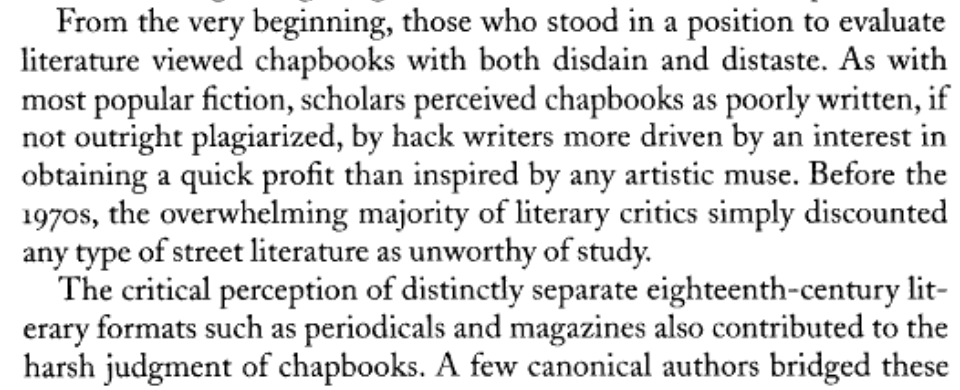 From the very beginning, those who stood in a position to evaluate
literature viewed chapbooks with both disdain and distaste. As with
most popular fiction, scholars perceived chapbooks as poorly written, if
not outright plagiarized, by hack writers more driven by an interest in
obtaining a quick profit than inspired by any artistic muse. Before the
1970s, the overwhelming majority of literary critics simply discounted
any type of street literature as unworthy of study.
The critical perception of distinctly separate eighteenth-century lit-
erary formats such as periodicals and magazines also contributed to the
harsh judgment of chapbooks. A few canonical authors bridged these